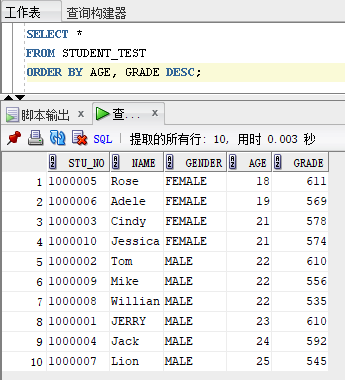 工作表 查询构建器
SELECT *
FROM STUDENT_TEST
ORDER BY AGE, GRADE DESC;
脚本输出 × 查... ×
SQL | 提取的所有行: 10, 用时 0.003 秒
STU_NO NAME GENDER AGE GRADE
1 1000005 Rose FEMALE 18 611
2 1000006 Adele FEMALE 19 569
3 1000003 Cindy FEMALE 21 578
4 1000010 Jessica FEMALE 21 574
5 1000002 Tom MALE 22 610
6 1000009 Mike MALE 22 556
7 1000008 Willian MALE 22 535
8 1000001 JERRY MALE 23 610
9 1000004 Jack MALE 24 592
10 1000007 Lion MALE 25 545